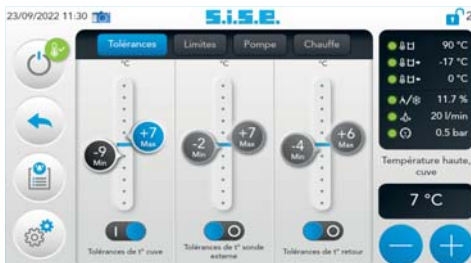 23/09/2022 11:30
s.i.s.e.
2
Tolérances
Limites
Pompe
Chauffe
°C
°C
°C
-9
Min
+7
Max
-2
Min
+7
Max
-4
Min
+6
Max
Tolérances de t° cuve
Tolérances de t° sonde
externe
Tolérances de t° retour
90 °C
-17 °C
0 °C
A/❄ 11.7 %
20 l/min
0.5 bar
Température haute,
cuve
7 °C